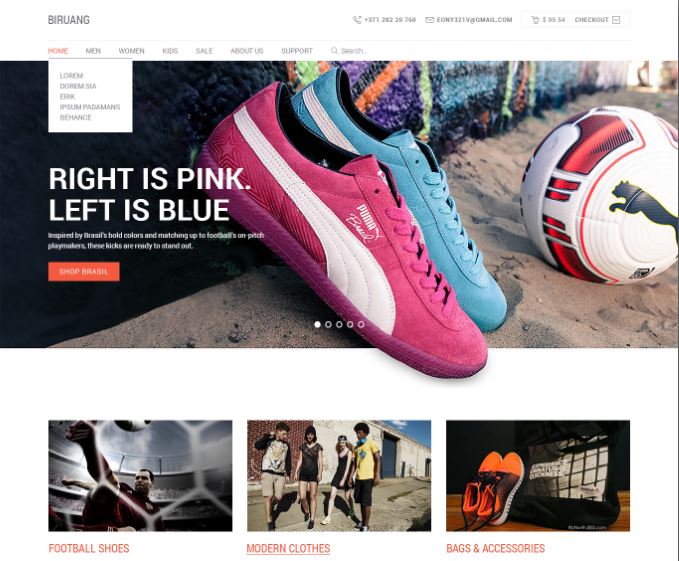 BIRUANG
+371 282 20 760
EONY321V@GMAIL.COM
$ 99.54
CHECKOUT
HOME MEN WOMEN KIDS SALE ABOUT US SUPPORT Search..
LOREM
DOREM SIA
ERIK
IPSUM PADAMANS
BEHANCE
RIGHT IS PINK.
LEFT IS BLUE
Inspired by Brasil's bold colors and matching up to football's on-pitch
playmakers, these kicks are ready to stand out.
SHOP BRASIL
PUMA
Brasil
FOOTBALL SHOES
MODERN CLOTHES
BAGS & ACCESSORIES